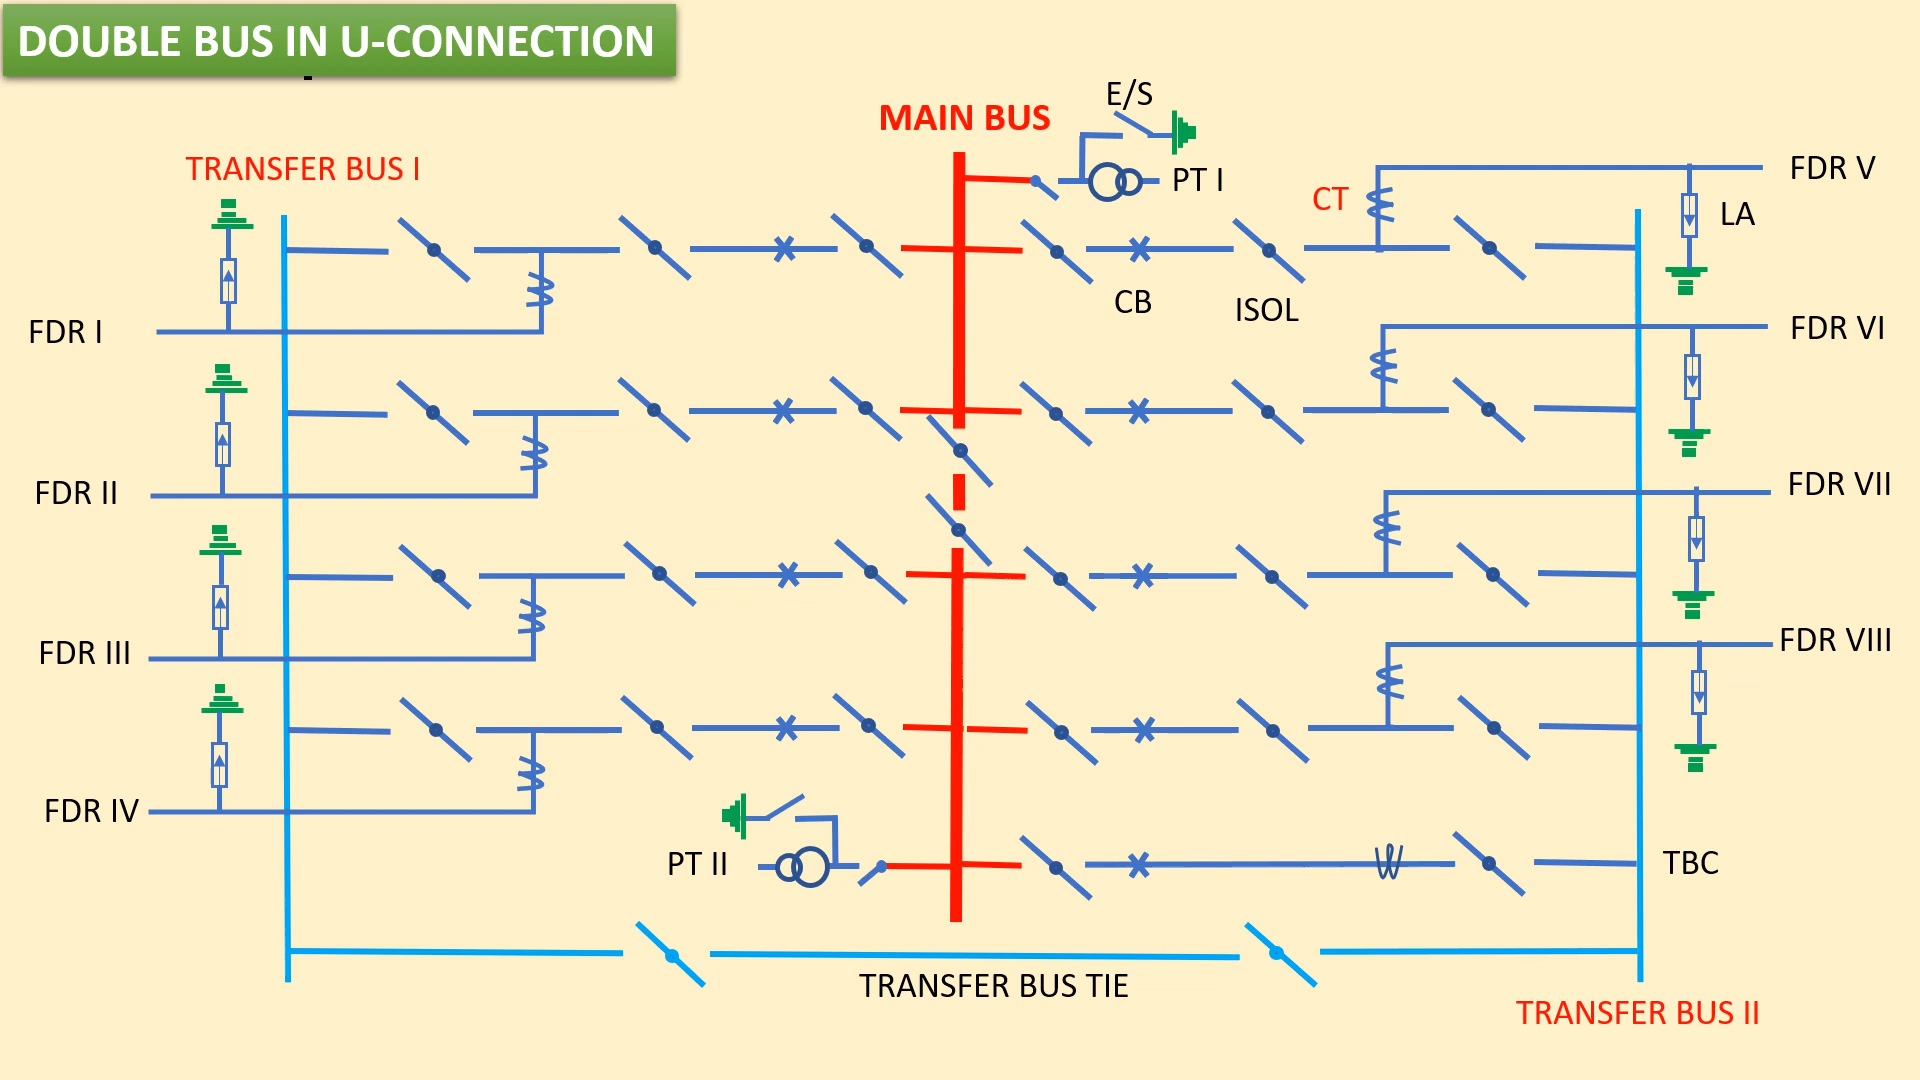 DOUBLE BUS IN U-CONNECTION
E/S
MAIN BUS
TRANSFER BUS I
PT I
CT
FDR V
LA
CB
ISOL
FDR I
FDR VI
FDR II
FDR VII
FDR III
FDR VIII
FDR IV
PT II
TBC
TRANSFER BUS TIE
TRANSFER BUS II